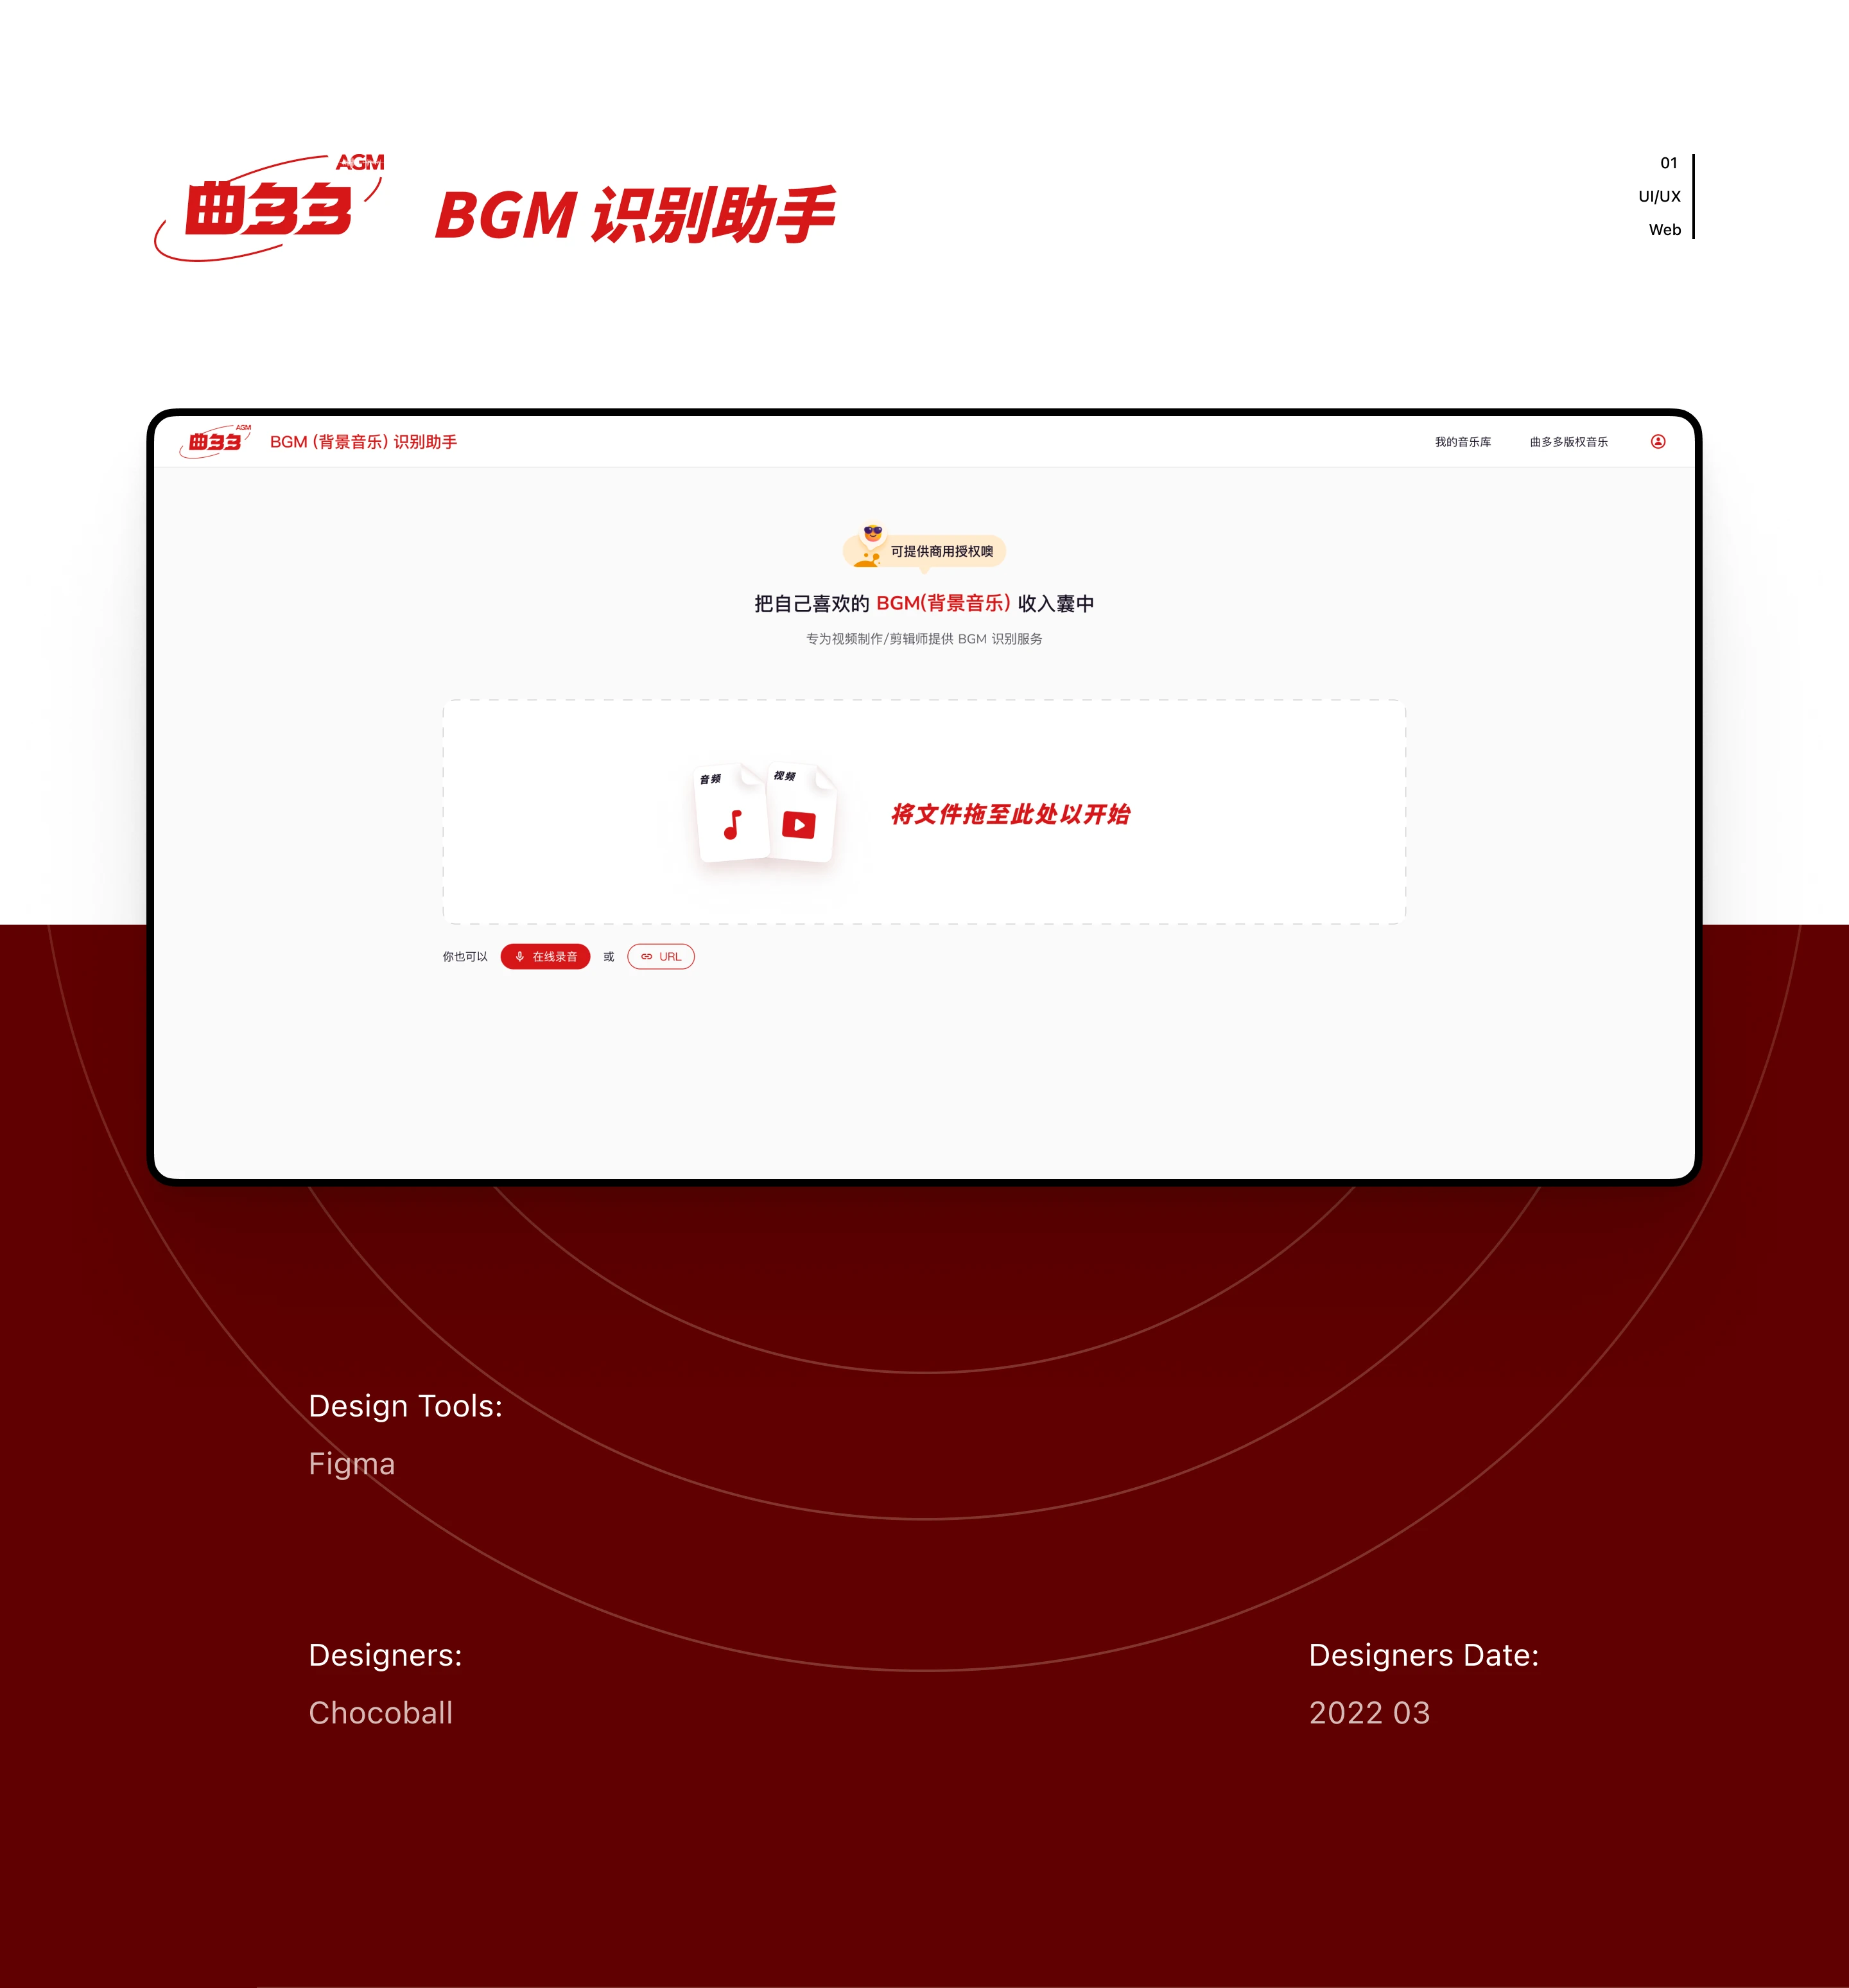 曲多多 AGM
BGM 识别助手
01
UI/UX
Web
曲多多 AGM
BGM (背景音乐) 识别助手
我的音乐库
曲多多版权音乐
可提供商用授权噢
把自己喜欢的 BGM(背景音乐) 收入囊中
专为视频制作/剪辑师提供 BGM 识别服务
音频
视频
将文件拖至此处以开始
你也可以
在线录音
或
URL
Design Tools:
Figma
Designers:
Chocoball
Designers Date:
2022 03